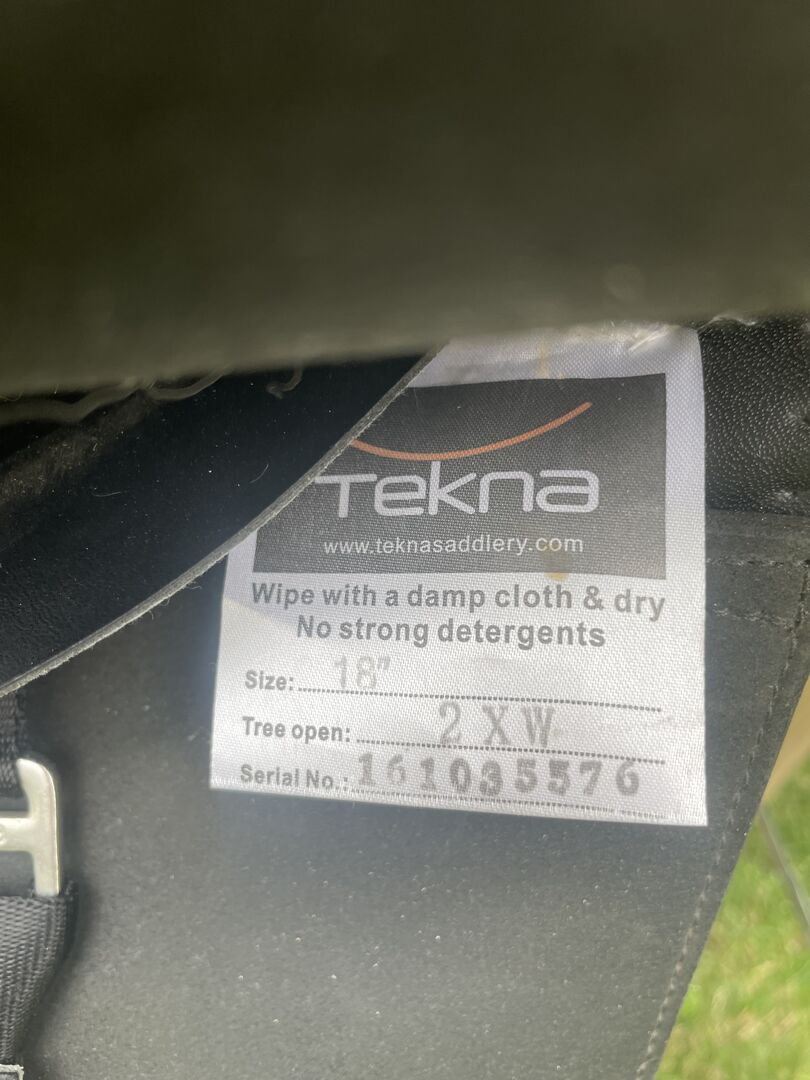 Tekna
www.teknasaddlery.com
Wipe with a damp cloth & dry
No strong detergents
Size: 18"
Tree open: 2XW
Serial No.: 161035576